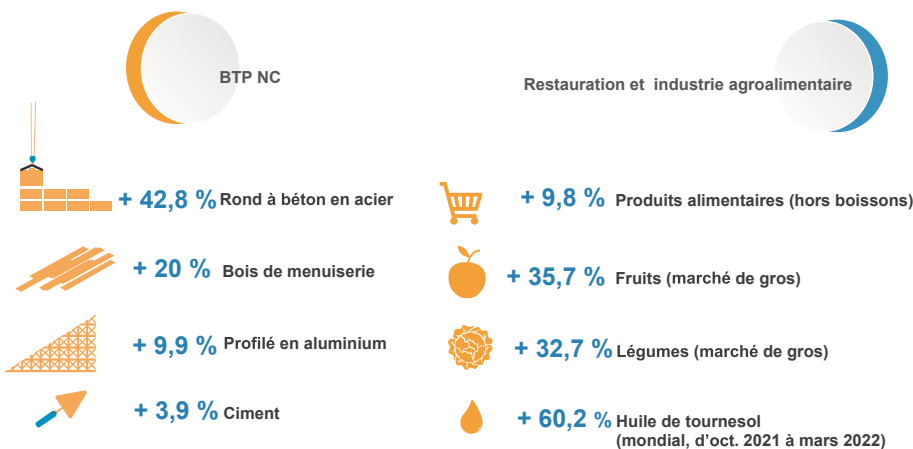 BTP NC
+ 42,8 % Rond à béton en acier
+ 20 % Bois de menuiserie
+ 9,9 % Profilé en aluminium
+ 3,9 % Ciment
Restauration et industrie agroalimentaire
+ 9,8 % Produits alimentaires (hors boissons)
+ 35,7 % Fruits (marché de gros)
+ 32,7 % Légumes (marché de gros)
+ 60,2 % Huile de tournesol
(mondial, d'oct. 2021 à mars 2022)